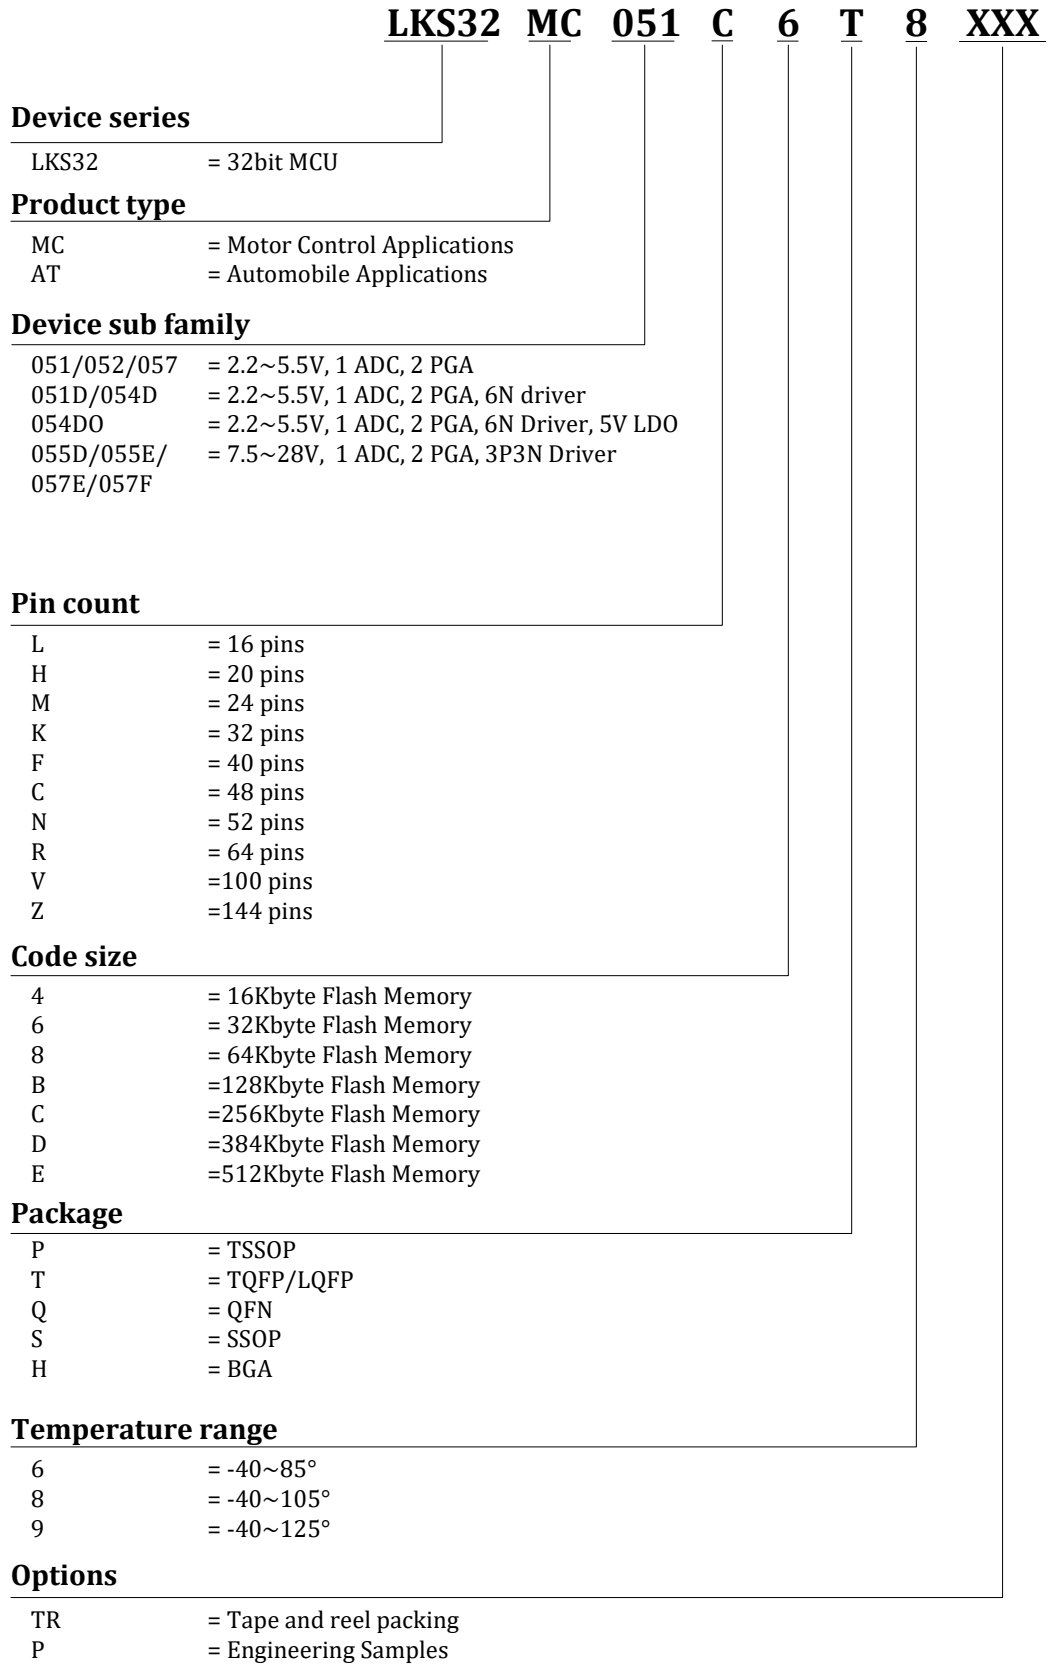 LKS32 MC 051 C 6 T 8 XXX
Device series
LKS32 = 32bit MCU
Product type
MC = Motor Control Applications
AT = Automobile Applications
Device sub family
051/052/057 = 2.2~5.5V, 1 ADC, 2 PGA
051D/054D = 2.2~5.5V, 1 ADC, 2 PGA, 6N driver
054DO = 2.2~5.5V, 1 ADC, 2 PGA, 6N Driver, 5V LDO
055D/055E/ = 7.5~28V, 1 ADC, 2 PGA, 3P3N Driver
057E/057F
Pin count
L = 16 pins
H = 20 pins
M = 24 pins
K = 32 pins
F = 40 pins
C = 48 pins
N = 52 pins
R = 64 pins
V =100 pins
Z =144 pins
Code size
4 = 16Kbyte Flash Memory
6 = 32Kbyte Flash Memory
8 = 64Kbyte Flash Memory
B =128Kbyte Flash Memory
C =256Kbyte Flash Memory
D =384Kbyte Flash Memory
E =512Kbyte Flash Memory
Package
P = TSSOP
T = TQFP/LQFP
Q = QFN
S = SSOP
H = BGA
Temperature range
6 = -40~85°
8 = -40~105°
9 = -40~125°
Options
TR = Tape and reel packing
P = Engineering Samples